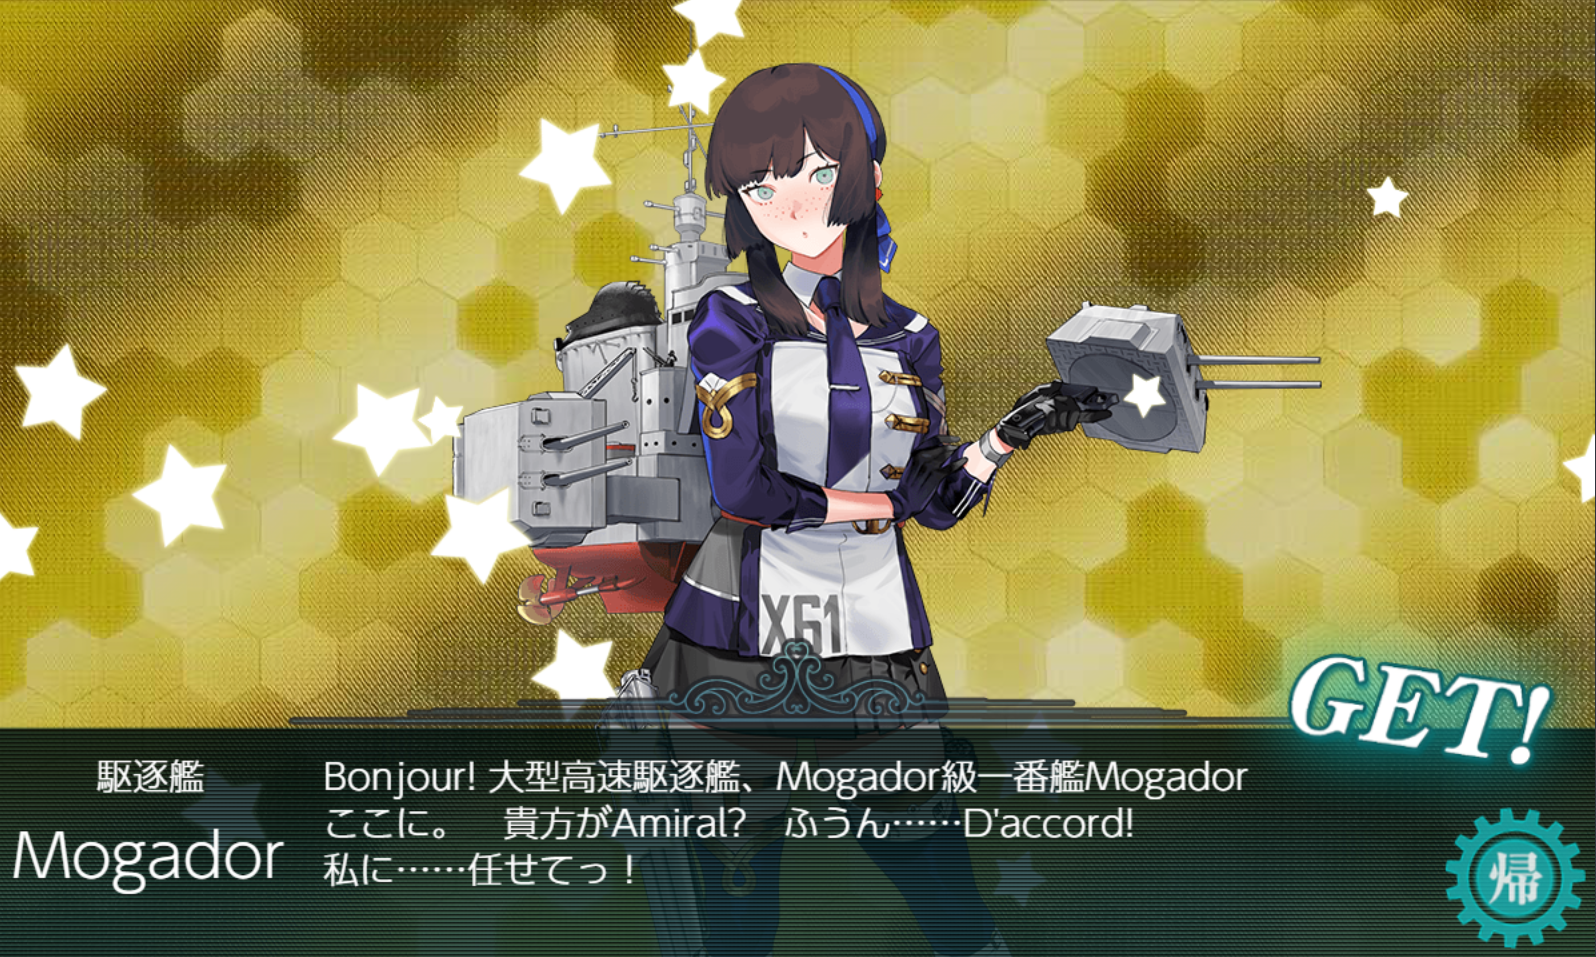 X61
GET!
駆逐艦
Mogador
Bonjour! 大型高速駆逐艦、Mogador級一番艦Mogador
ここに。　貴方がAmiral?　ふうん……D'accord!
私に……任せてっ！
帰